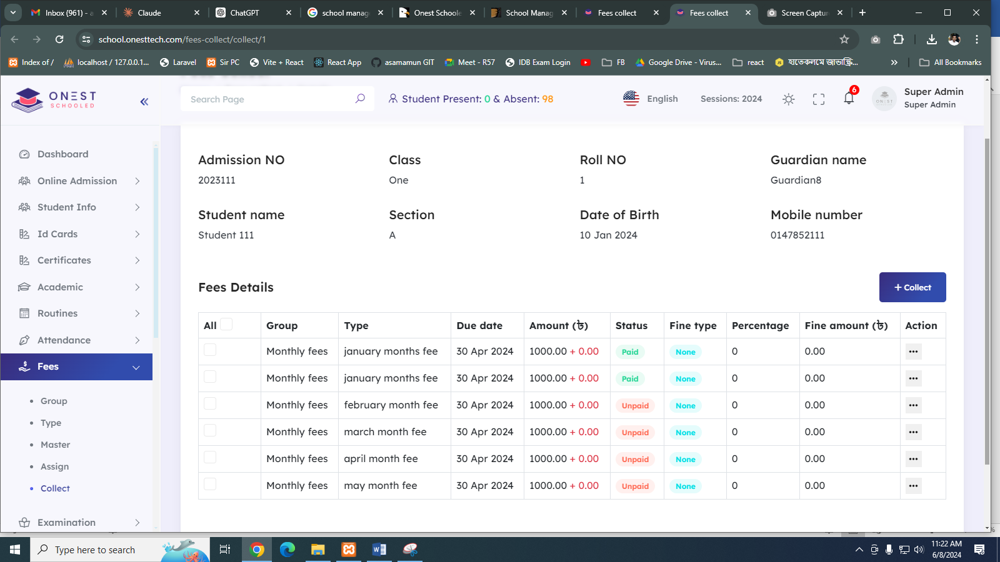 Inbox (961) - a
Claude
ChatGPT
school manag
Onest Schoole
School Manag
Fees collect
Fees collect
Screen Captur
school.onesttech.com/fees-collect/collect/1
Index of /
localhost / 127.0.0.1...
Laravel
Sir PC
Vite + React
React App
asamamun GIT
Meet - R57
IDB Exam Login
FB
Google Drive - Virus...
react
JS
হাতেকলমে জাভাস্ক্রি...
All Bookmarks
ONEST
SCHOOLED
Search Page
Student Present: 0 & Absent: 98
English
Sessions: 2024
6
ONEST
Super Admin
Super Admin
Dashboard
Online Admission
Student Info
Id Cards
Certificates
Academic
Routines
Attendance
Fees
Group
Type
Master
Assign
Collect
Examination
Admission NO
2023111
Class
One
Roll NO
1
Guardian name
Guardian8
Student name
Student 111
Section
A
Date of Birth
10 Jan 2024
Mobile number
0147852111
Fees Details
+ Collect
All Group Type Due date Amount (৳) Status Fine type Percentage Fine amount (৳) Action
Monthly fees january months fee 30 Apr 2024 1000.00 + 0.00 Paid None 0 0.00 •••
Monthly fees january months fee 30 Apr 2024 1000.00 + 0.00 Paid None 0 0.00 •••
Monthly fees february month fee 30 Apr 2024 1000.00 + 0.00 Unpaid None 0 0.00 •••
Monthly fees march month fee 30 Apr 2024 1000.00 + 0.00 Unpaid None 0 0.00 •••
Monthly fees april month fee 30 Apr 2024 1000.00 + 0.00 Unpaid None 0 0.00 •••
Monthly fees may month fee 30 Apr 2024 1000.00 + 0.00 Unpaid None 0 0.00 •••
%
Type here to search
11:22 AM
6/8/2024